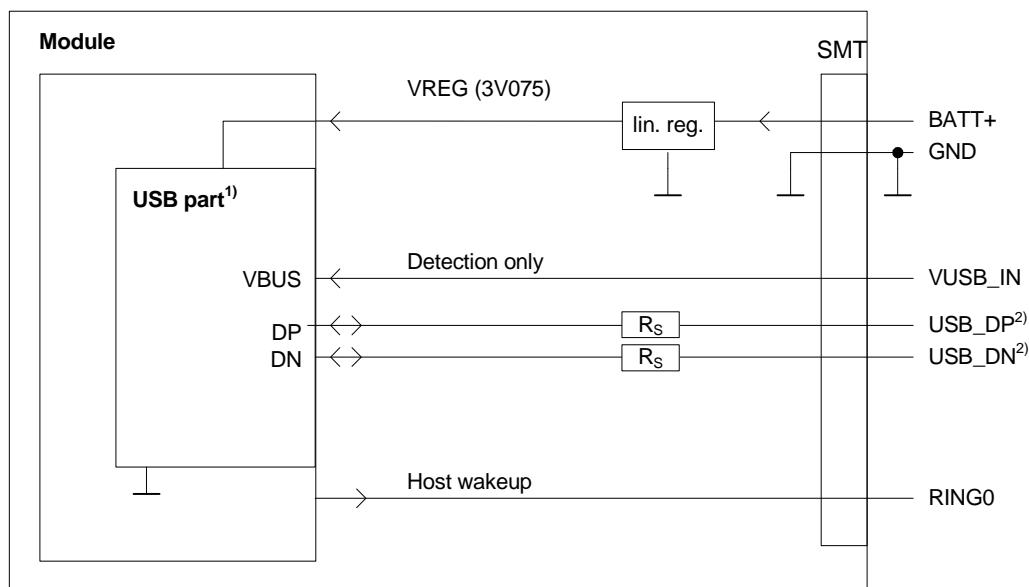 Module
SMT
VREG (3V075)
lin. reg.
BATT+
GND
USB part1)
Detection only
VBUS
VUSB_IN
DP
RS
USB_DP2)
DN
RS
USB_DN2)
Host wakeup
RING0